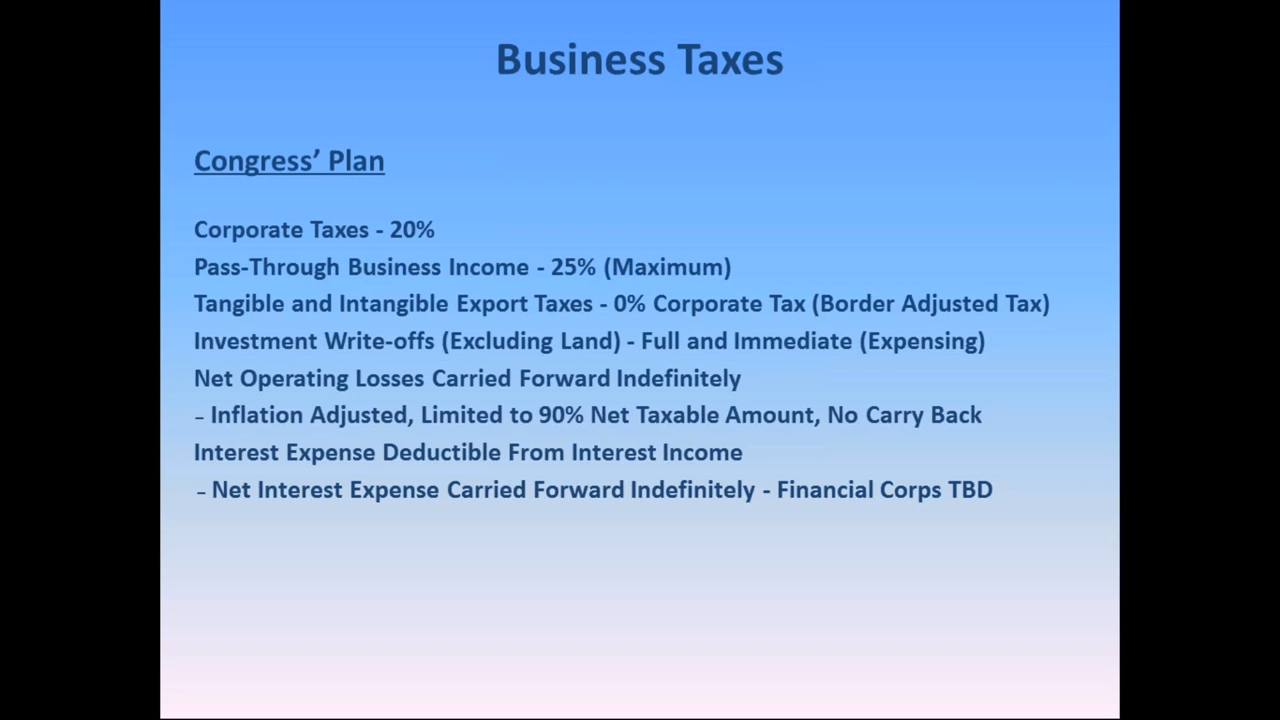 Business Taxes
Congress’ Plan
Corporate Taxes - 20%
Pass-Through Business Income - 25% (Maximum)
Tangible and Intangible Export Taxes - 0% Corporate Tax (Border Adjusted Tax)
Investment Write-offs (Excluding Land) - Full and Immediate (Expensing)
Net Operating Losses Carried Forward Indefinitely
– Inflation Adjusted, Limited to 90% Net Taxable Amount, No Carry Back
Interest Expense Deductible From Interest Income
– Net Interest Expense Carried Forward Indefinitely - Financial Corps TBD